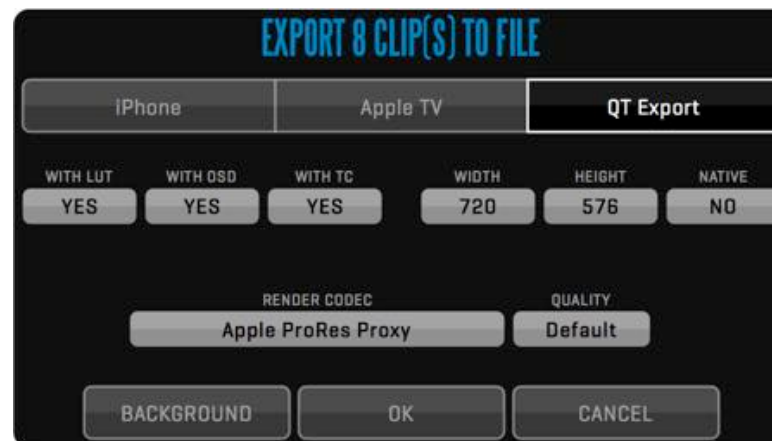 EXPORT 8 CLIP(S) TO FILE
iPhone Apple TV QT Export
WITH LUT WITH OSD WITH TC WIDTH HEIGHT NATIVE
YES YES YES 720 576 NO
RENDER CODEC QUALITY
Apple ProRes Proxy Default
BACKGROUND OK CANCEL